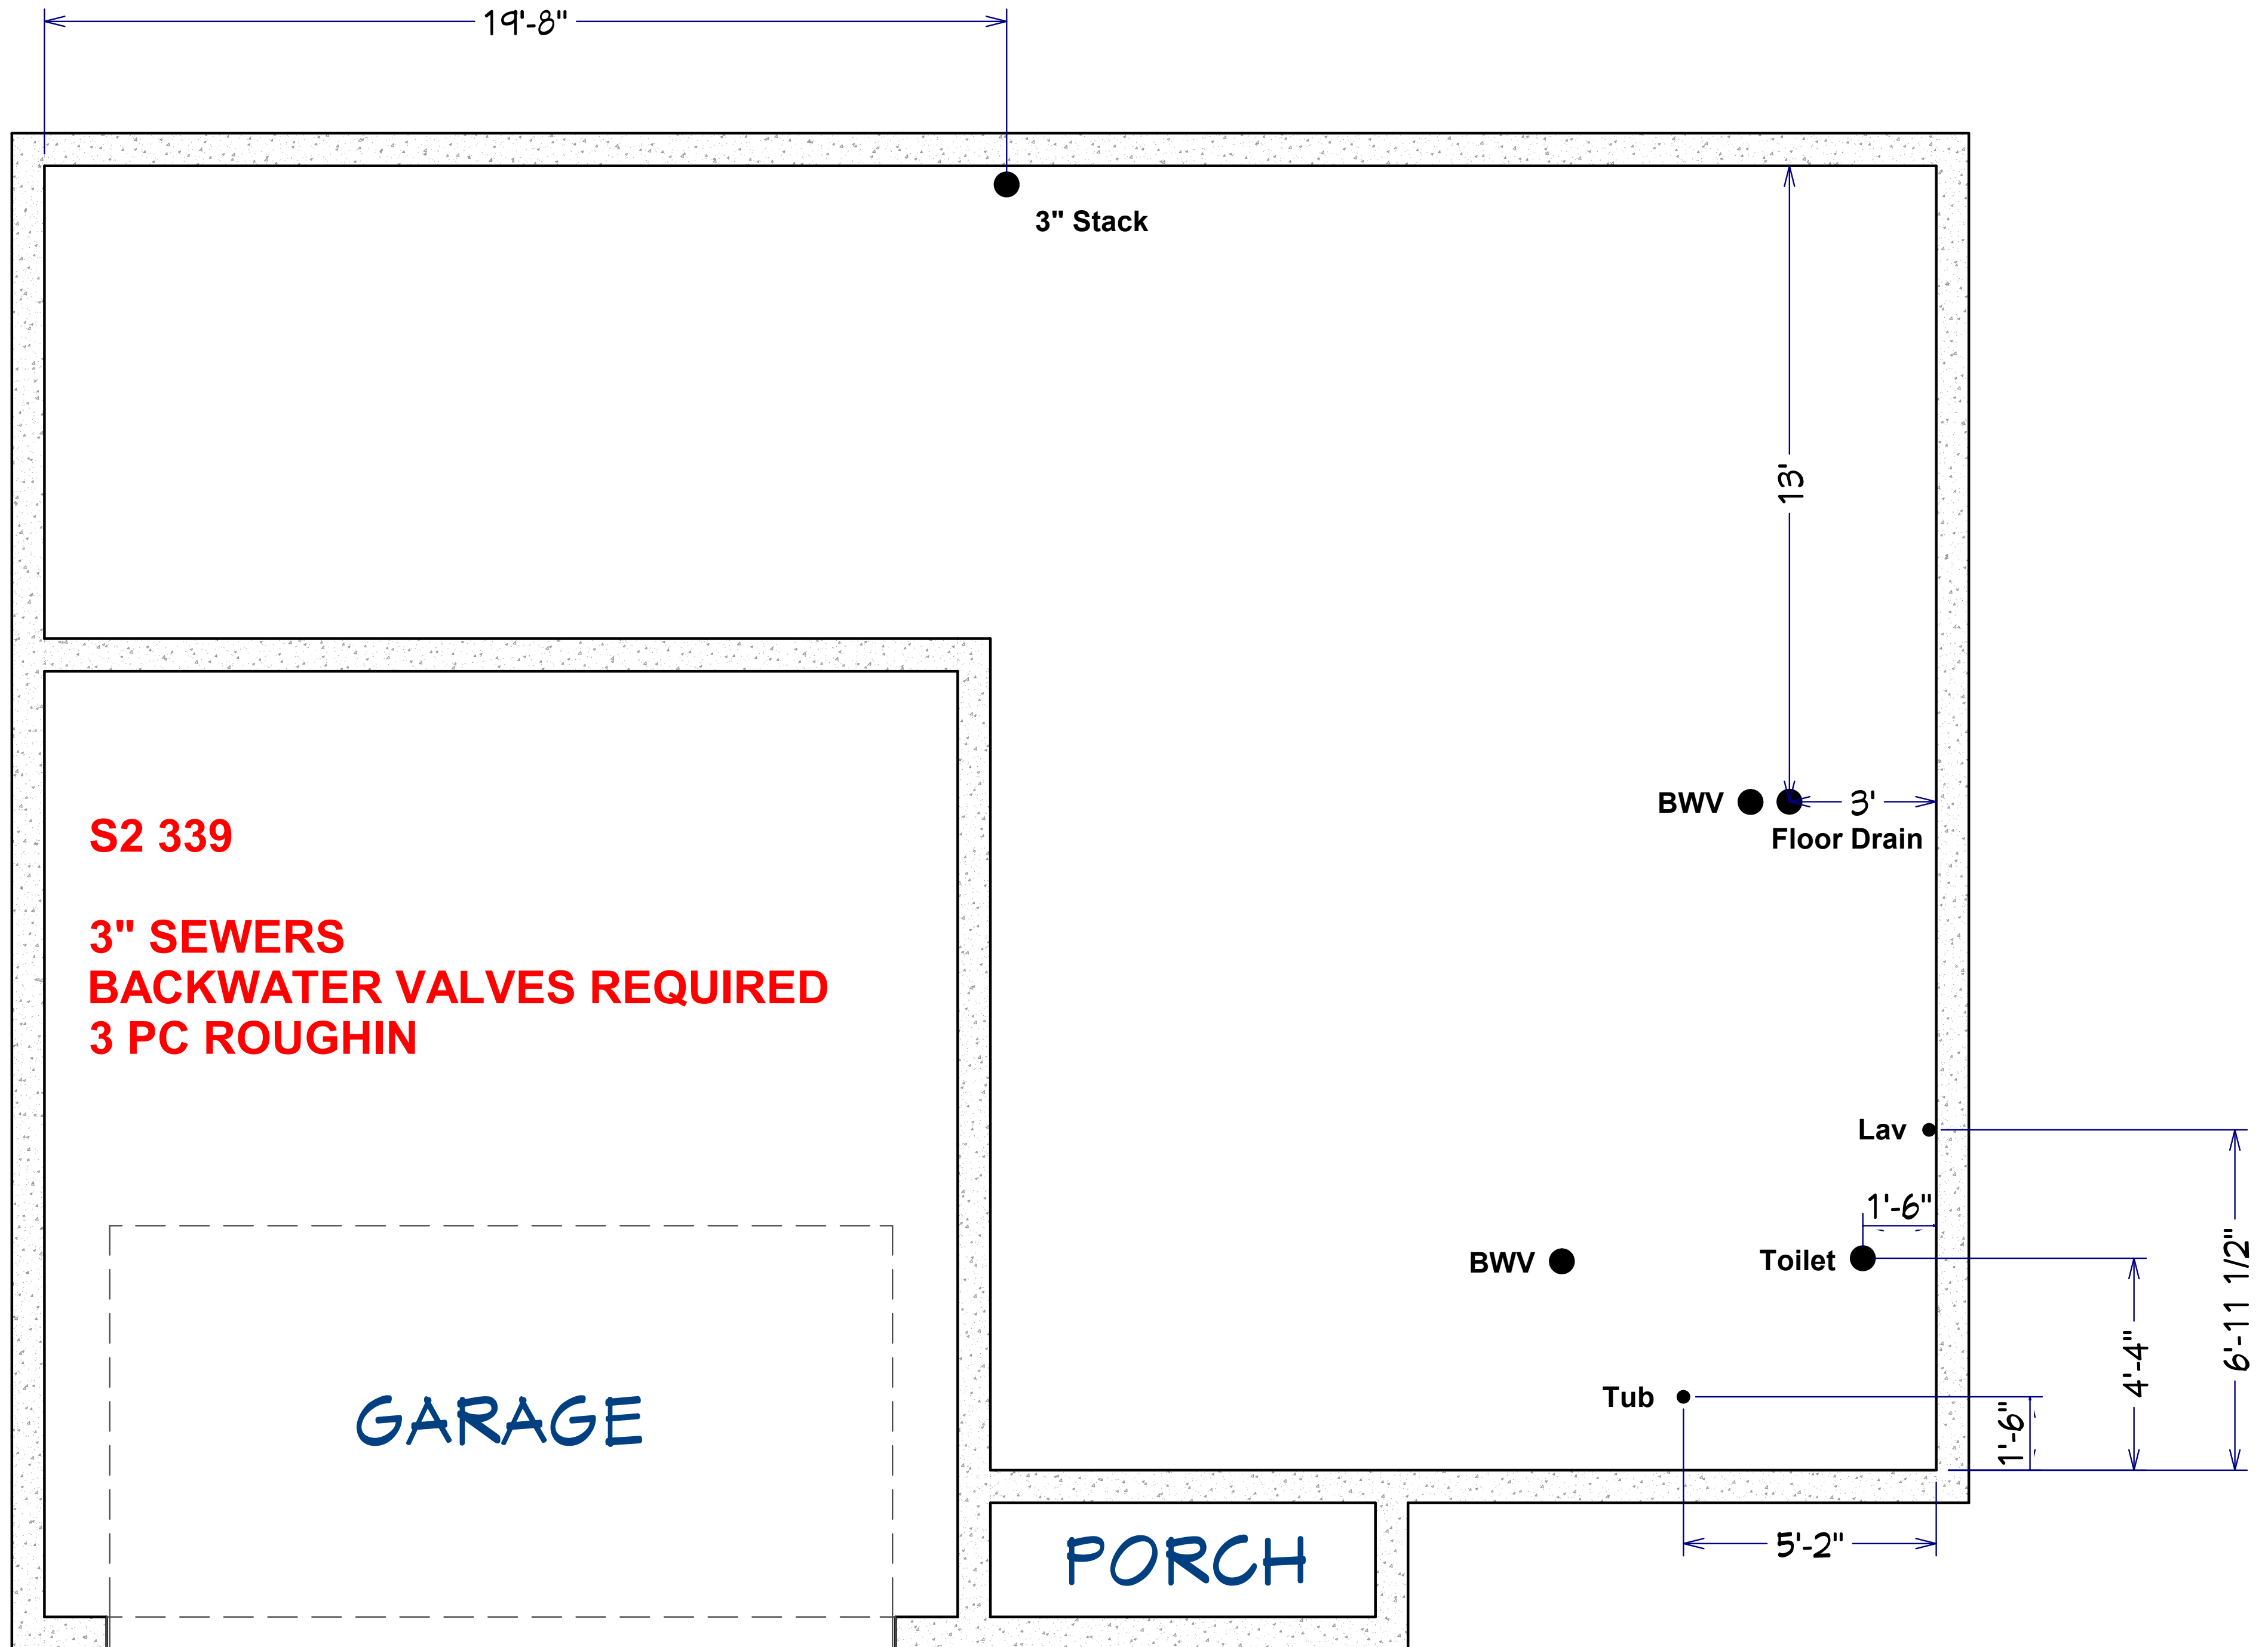 19'-8"
3" Stack
13'
BWV
3'
Floor Drain
S2 339
3" SEWERS
BACKWATER VALVES REQUIRED
3 PC ROUGHIN
Lav
1'-6"
BWV
Toilet
6'-11 1/2"
4'-4"
Tub
1'-6"
GARAGE
PORCH
5'-2"